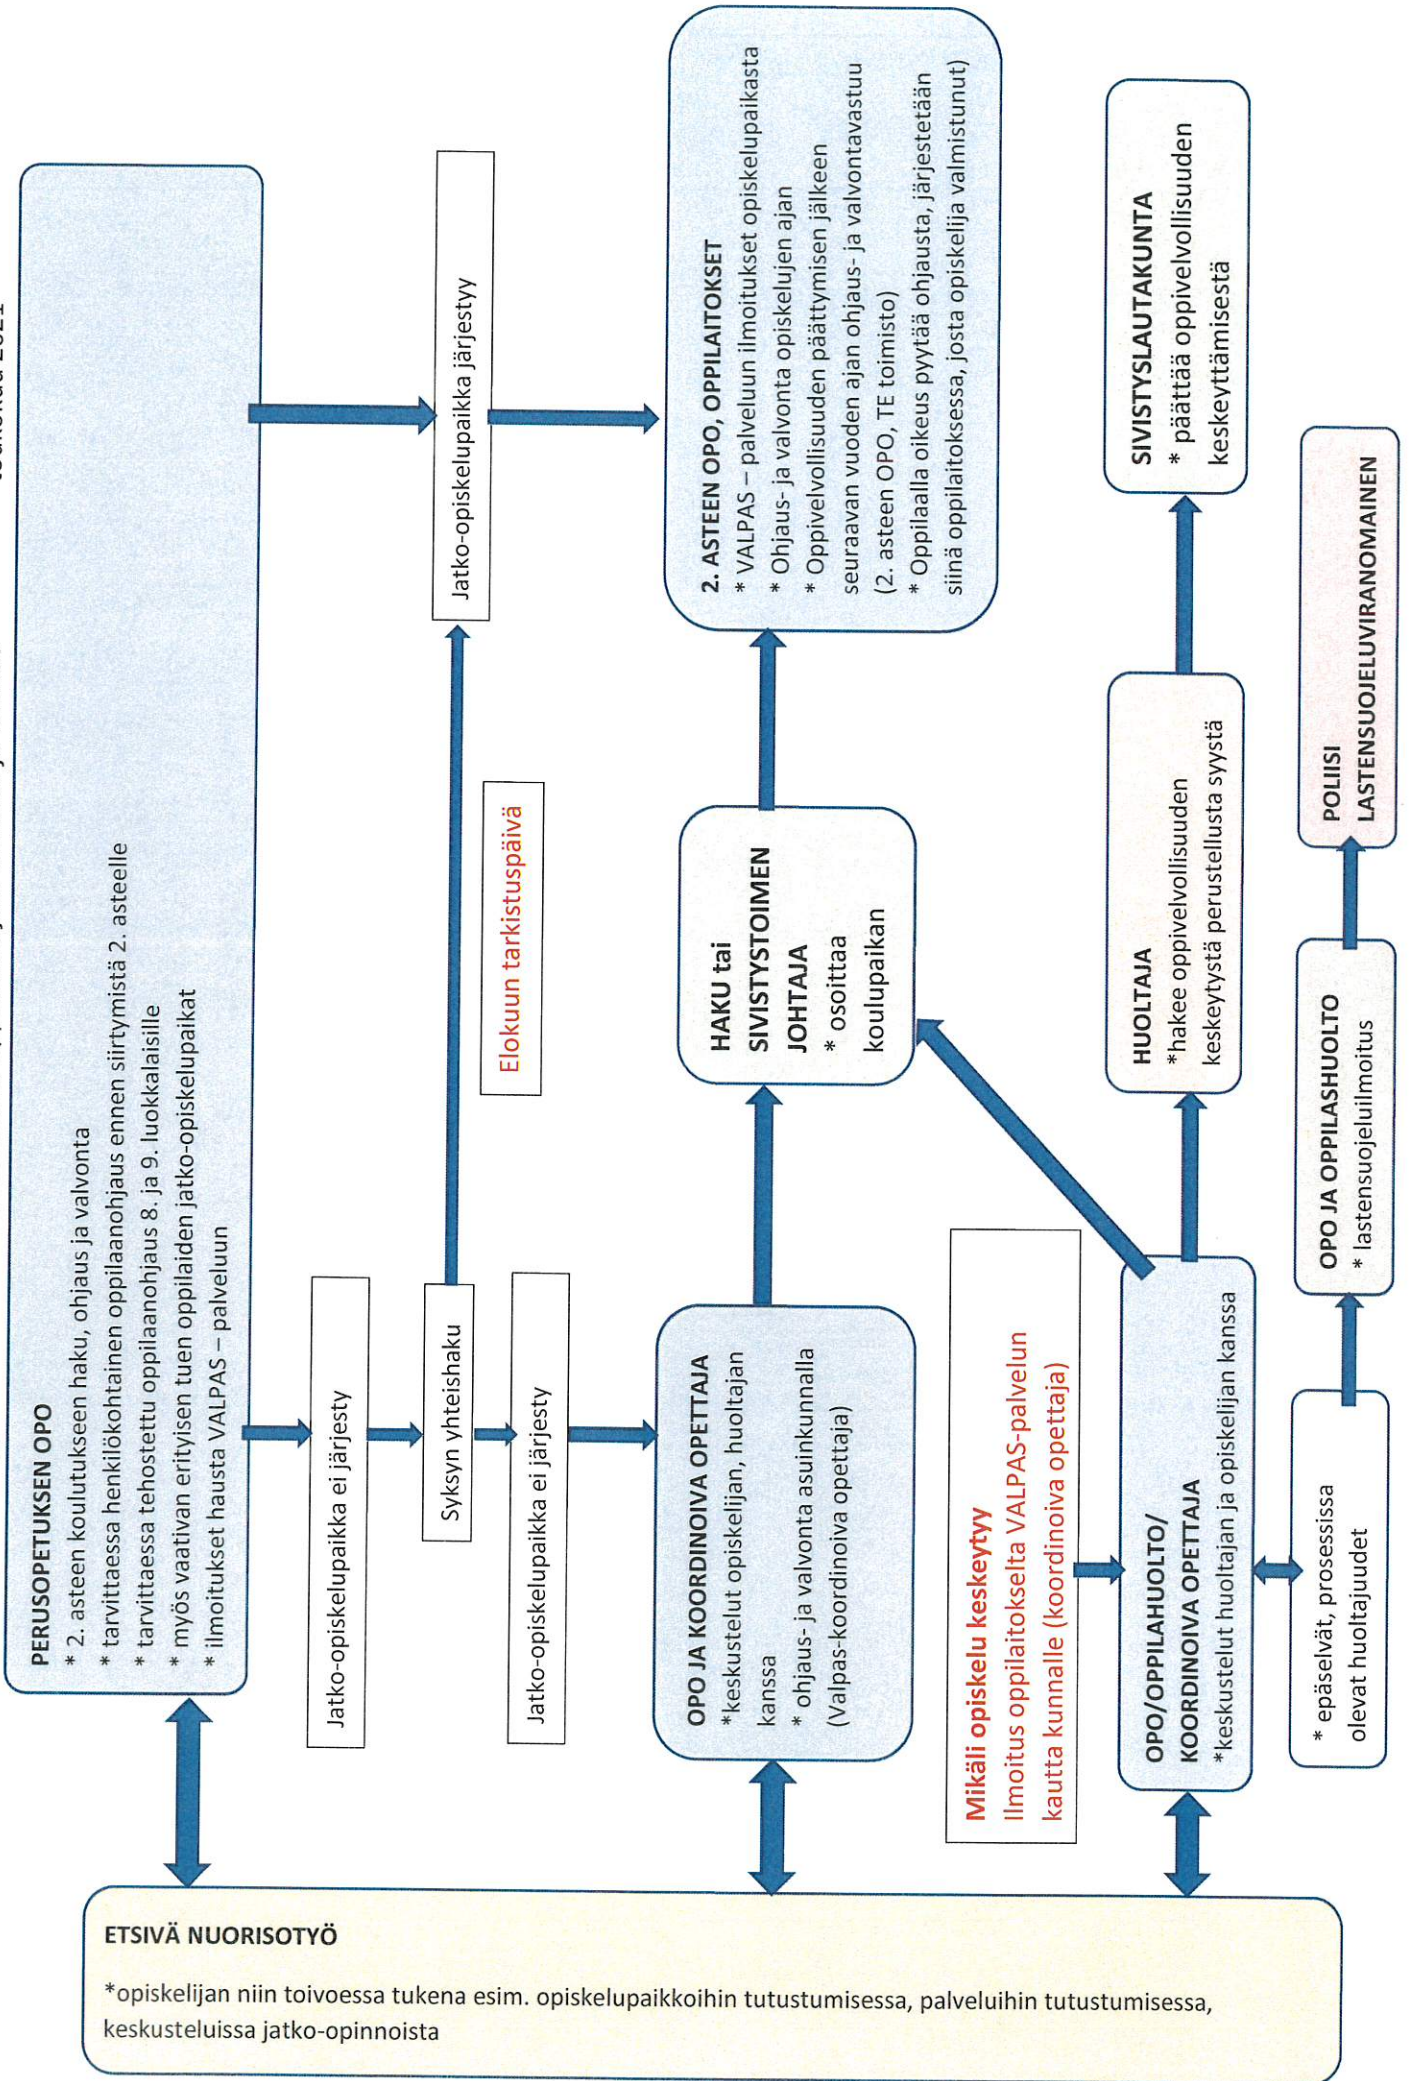 toukokuu 2021
PERUSOPETUKSEN OPO
* 2. asteen koulutukseen haku, ohjaus ja valvonta
* tarvittaessa henkilökohtainen oppilaanohjaus ennen siirtymistä 2. asteelle
* tarvittaessa tehostettu oppilaanohjaus 8. ja 9. luokkalaisille
* myös vaativan erityisen tuen oppilaiden jatko-opiskelupaikat
* ilmoitukset hausta VALPAS – palveluun
Jatko-opiskelupaikka ei järjesty
Syksyn yhteishaku
Jatko-opiskelupaikka ei järjesty
Elokuun tarkistuspäivä
Jatko-opiskelupaikka järjestyy
OPO JA KOORDINOIVA OPETTAJA
*keskustelut opiskelijan, huoltajan
kanssa
* ohjaus- ja valvonta asuinkunnalla
(Valpas-koordinoiva opettaja)
HAKU tai
SIVISTYSTOIMEN
JOHTAJA
* osoittaa
koulupaikan
2. ASTEEN OPO, OPPILAITOKSET
* VALPAS – palveluun ilmoitukset opiskelupaikasta
* Ohjaus- ja valvonta opiskelujen ajan
* Oppivelvollisuuden päättymisen jälkeen
seuraavan vuoden ajan ohjaus- ja valvontavastuu
(2. asteen OPO, TE toimisto)
* Oppilaalla oikeus pyytää ohjausta, järjestetään
siinä oppilaitoksessa, josta opiskelija valmistunut)
Mikäli opiskelu keskeytyy
Ilmoitus oppilaitokselta VALPAS-palvelun
kautta kunnalle (koordinoiva opettaja)
OPO/OPPILAHUOLTO/
KOORDINOIVA OPETTAJA
*keskustelut huoltajan ja opiskelijan kanssa
HUOLTAJA
*hakee oppivelvollisuuden
keskeytystä perustellusta syystä
SIVISTYSLAUTAKUNTA
* päättää oppivelvollisuuden
keskeyttämisestä
* epäselvät, prosessissa
olevat huoltajuudet
OPO JA OPPILASHUOLTO
* lastensuojeluilmoitus
POLIISI
LASTENSUOJELUVIRANOMAINEN
ETSIVÄ NUORISOTYÖ
*opiskelijan niin toivoessa tukena esim. opiskelupaikkoihin tutustumisessa, palveluihin tutustumisessa,
keskusteluissa jatko-opinnoista